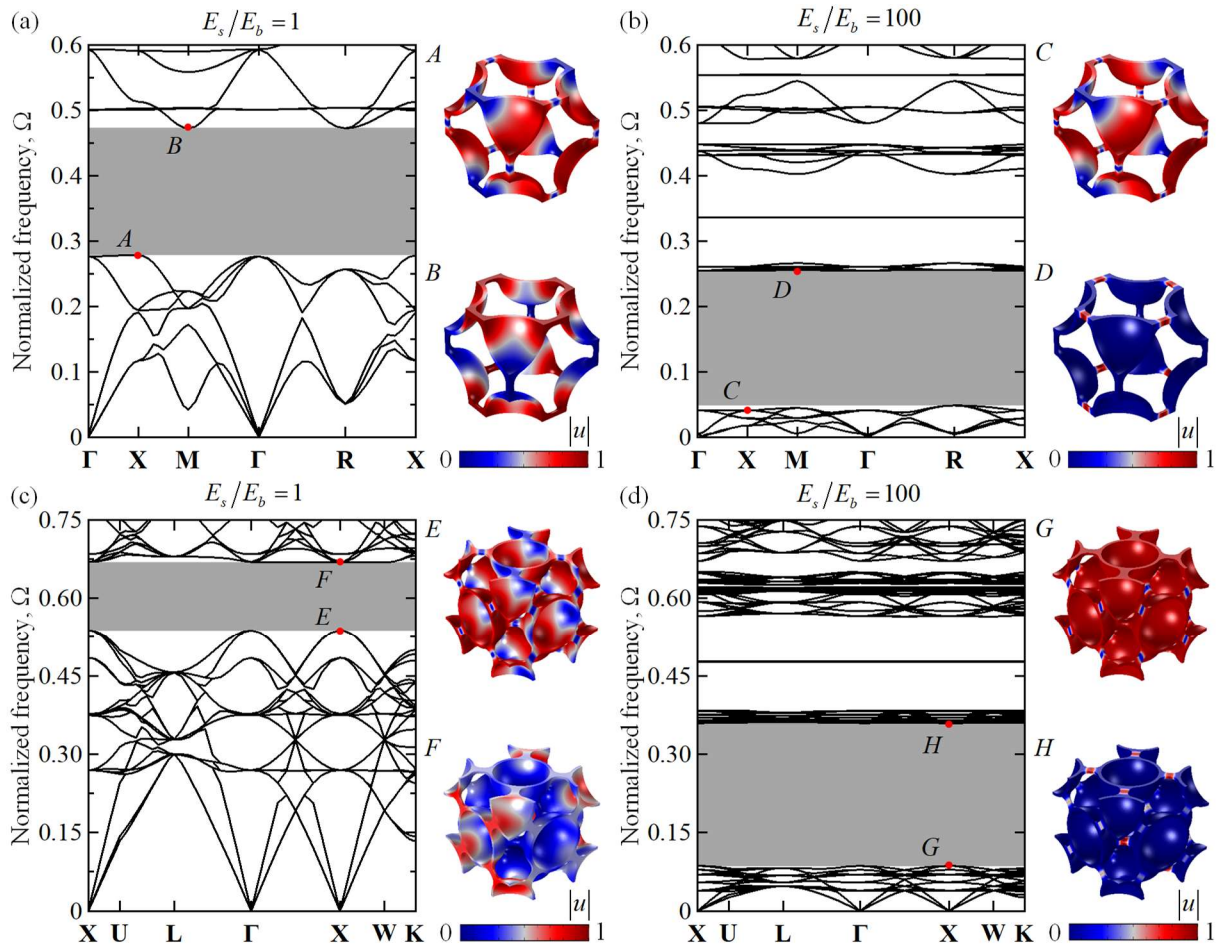 (a)
E_s/E_b = 1
Normalized frequency, Ω
0.6
0.5
0.4
0.3
0.2
0.1
0
B
A
Γ X M Γ R X
A
B
|u|
0 1
(b)
E_s/E_b = 100
Normalized frequency, Ω
0.6
0.5
0.4
0.3
0.2
0.1
0
D
C
Γ X M Γ R X
C
D
|u|
0 1
(c)
E_s/E_b = 1
Normalized frequency, Ω
0.75
0.60
0.45
0.30
0.15
0
F
E
X U L Γ X W K
E
F
|u|
0 1
(d)
E_s/E_b = 100
Normalized frequency, Ω
0.75
0.60
0.45
0.30
0.15
0
H
G
X U L Γ X W K
G
H
|u|
0 1